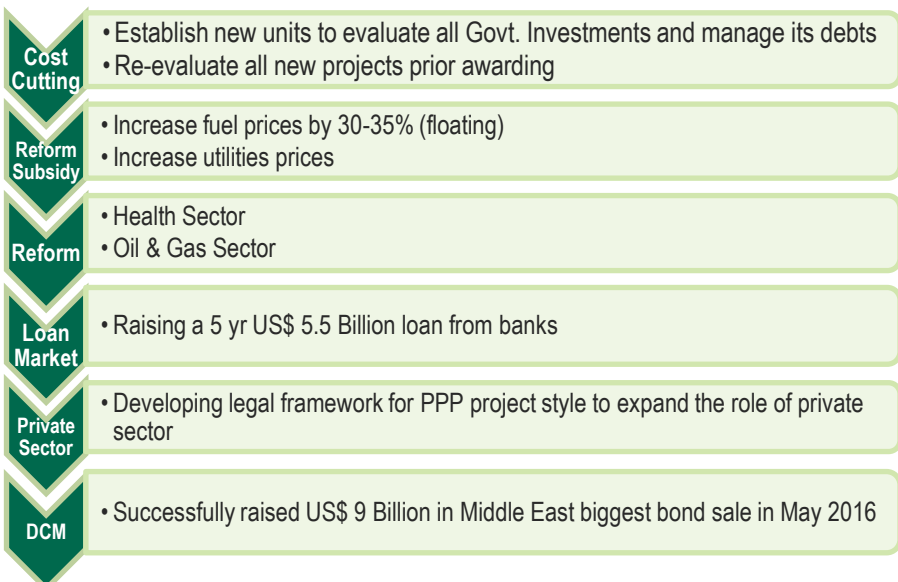 Cost
Cutting
• Establish new units to evaluate all Govt. Investments and manage its debts
• Re-evaluate all new projects prior awarding
Reform
Subsidy
• Increase fuel prices by 30-35% (floating)
• Increase utilities prices
Reform
• Health Sector
• Oil & Gas Sector
Loan
Market
• Raising a 5 yr US$ 5.5 Billion loan from banks
Private
Sector
• Developing legal framework for PPP project style to expand the role of private
sector
DCM
• Successfully raised US$ 9 Billion in Middle East biggest bond sale in May 2016